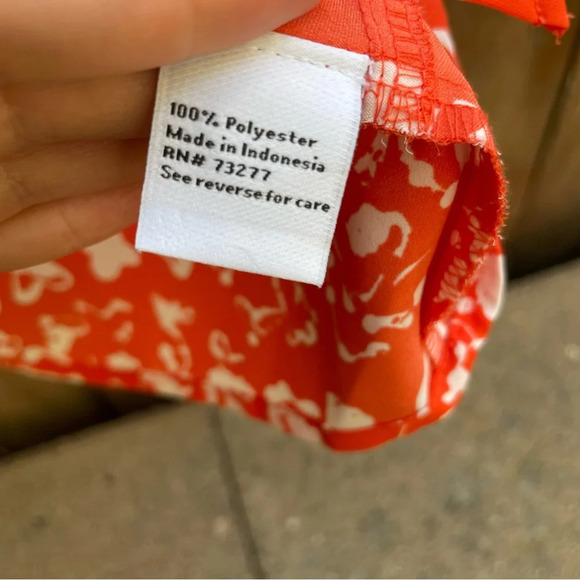 100% Polyester
Made in Indonesia
RN# 73277
See reverse for care